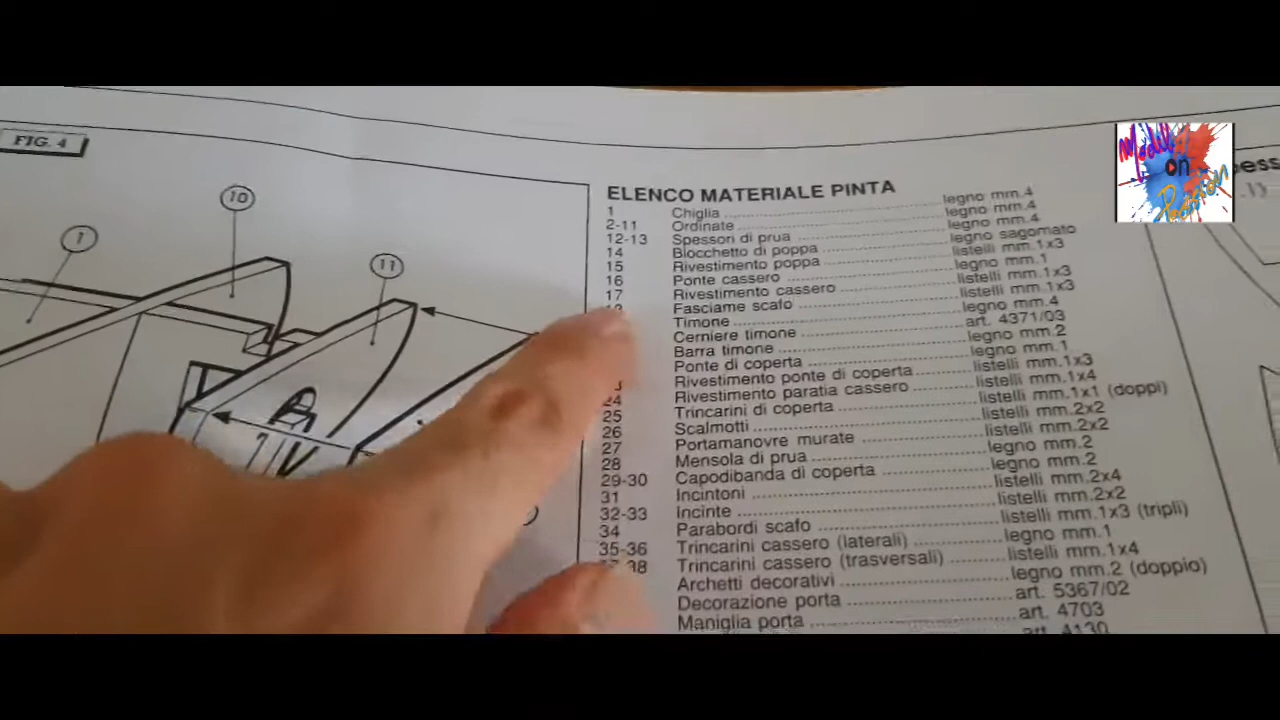 FIG. 4
10
1
11
ELENCO MATERIALE PINTA
1 Chiglia legno mm.4
2-11 Ordinate legno mm.4
12-13 Spessori di prua legno mm.4
14 Blocchetto di poppa legno sagomato
15 Rivestimento poppa listelli mm.1x3
16 Ponte cassero legno mm.1
17 Rivestimento cassero listelli mm.1x3
Fasciame scafo listelli mm.1x3
Timone legno mm.4
Cerniere timone art. 4371/03
Barra timone legno mm.2
Ponte di coperta legno mm.1
Rivestimento ponte di coperta listelli mm.1x3
Rivestimento paratia cassero listelli mm.1x4
24 Trincarini di coperta listelli mm.1x1 (doppi)
25 Scalmotti listelli mm.2x2
26 Portamanovre murate listelli mm.2x2
27 Mensola di prua legno mm.2
28 Capodibanda di coperta legno mm.2
29-30 Incintoni listelli mm.2x4
31 Incinte listelli mm.2x2
32-33 Parabordi scafo listelli mm.1x3 (tripli)
34 Trincarini cassero (laterali) legno mm.1
35-36 Trincarini cassero (trasversali) listelli mm.1x4
Archetti decorativi legno mm.2 (doppio)
Decorazione porta art. 5367/02
Maniglia porta art. 4703
art. 4130
on
Passion